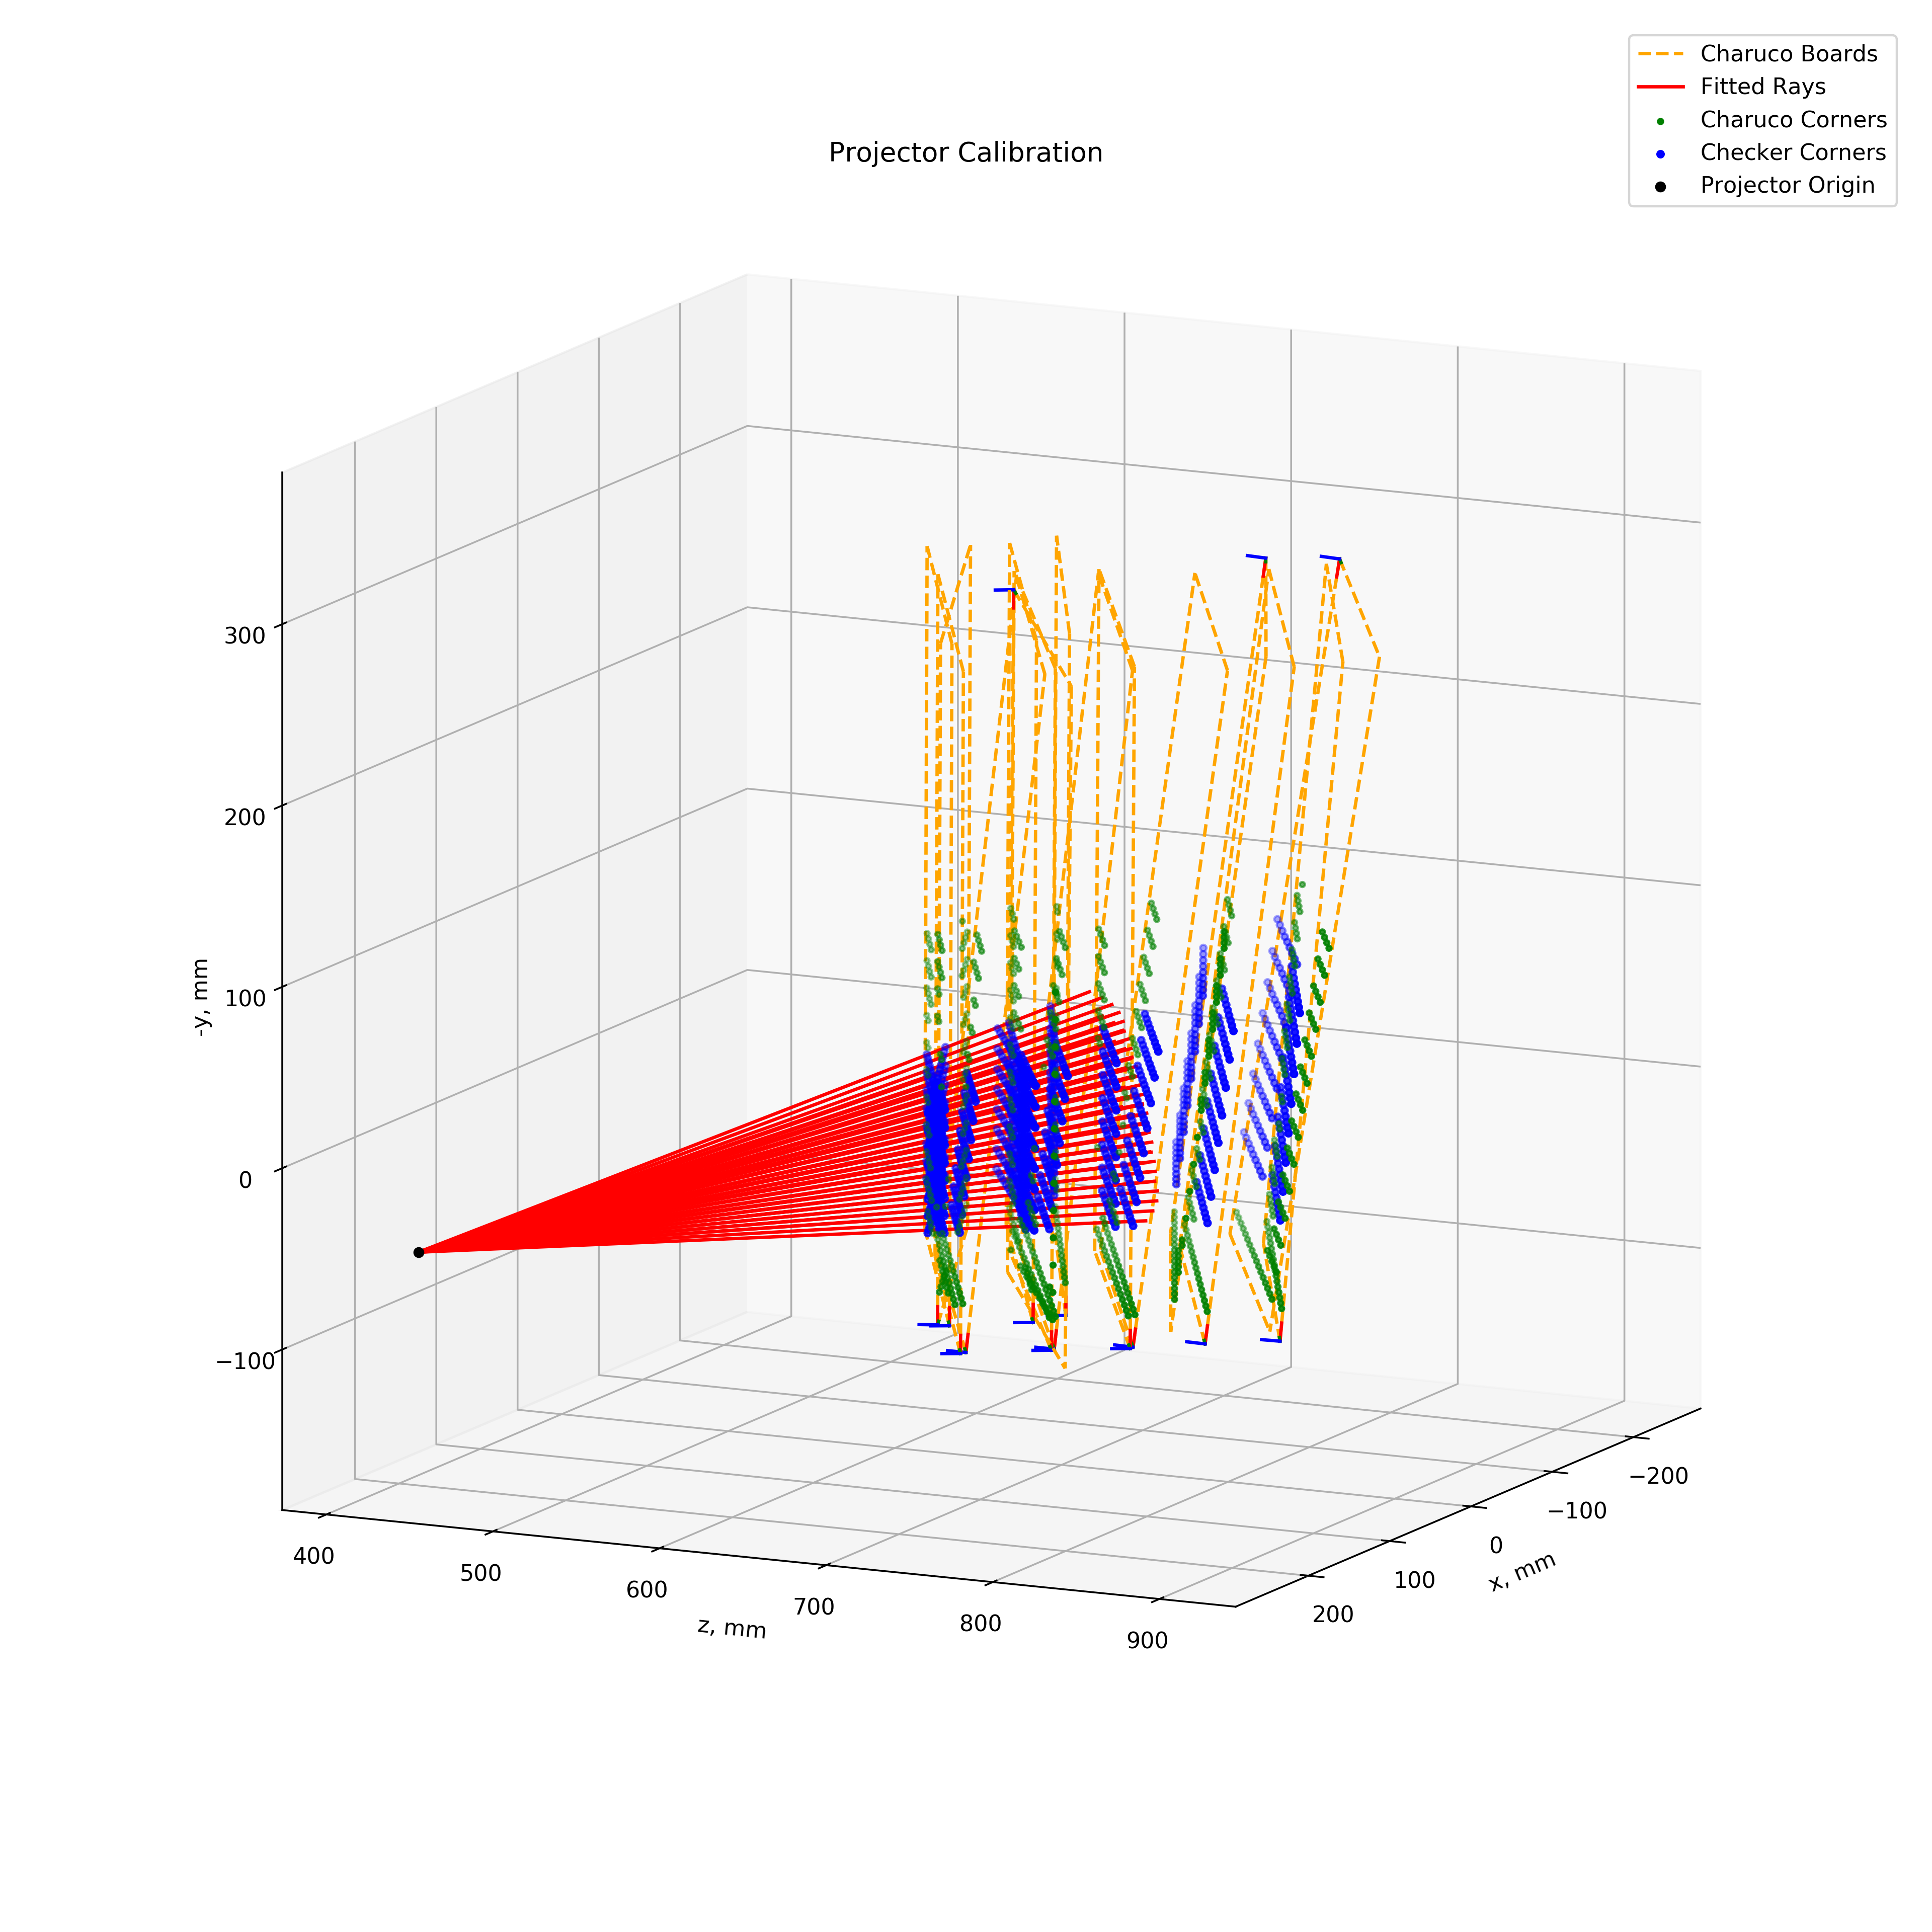 Charuco Boards
Fitted Rays
Charuco Corners
Checker Corners
Projector Origin
Projector Calibration
300
200
100
0
−100
-y, mm
400
500
600
700
800
900
z, mm
−200
−100
0
100
200
x, mm